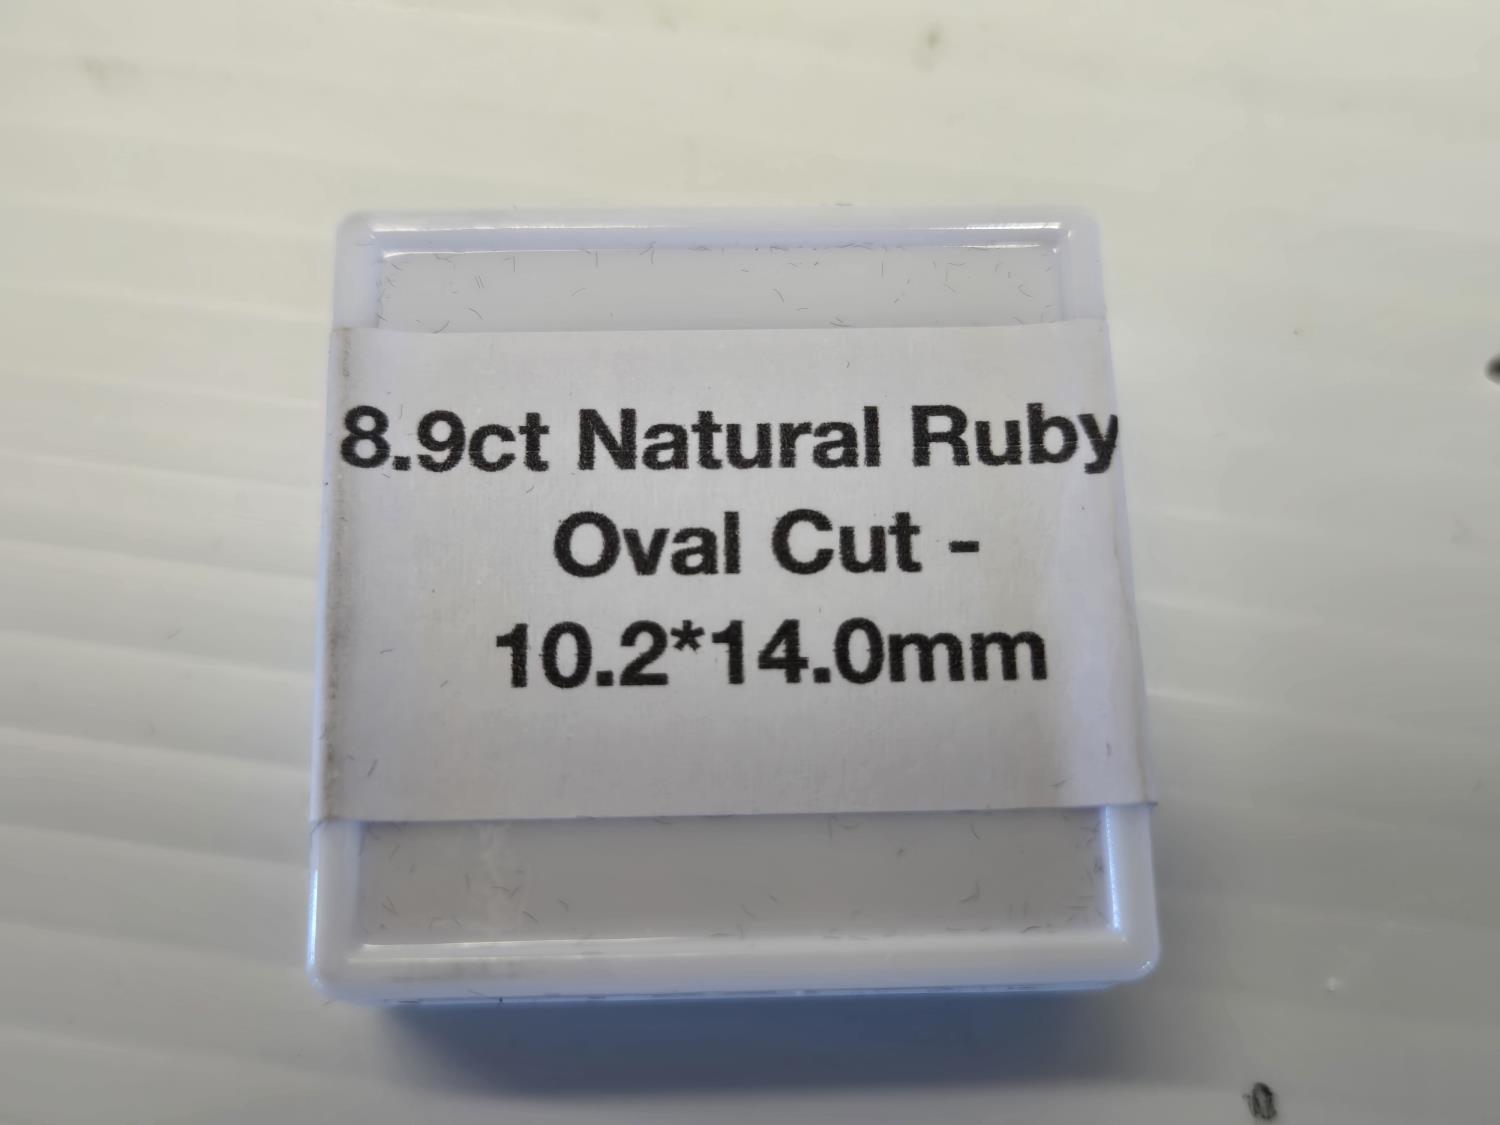 8.9ct Natural Ruby
Oval Cut -
10.2*14.0mm